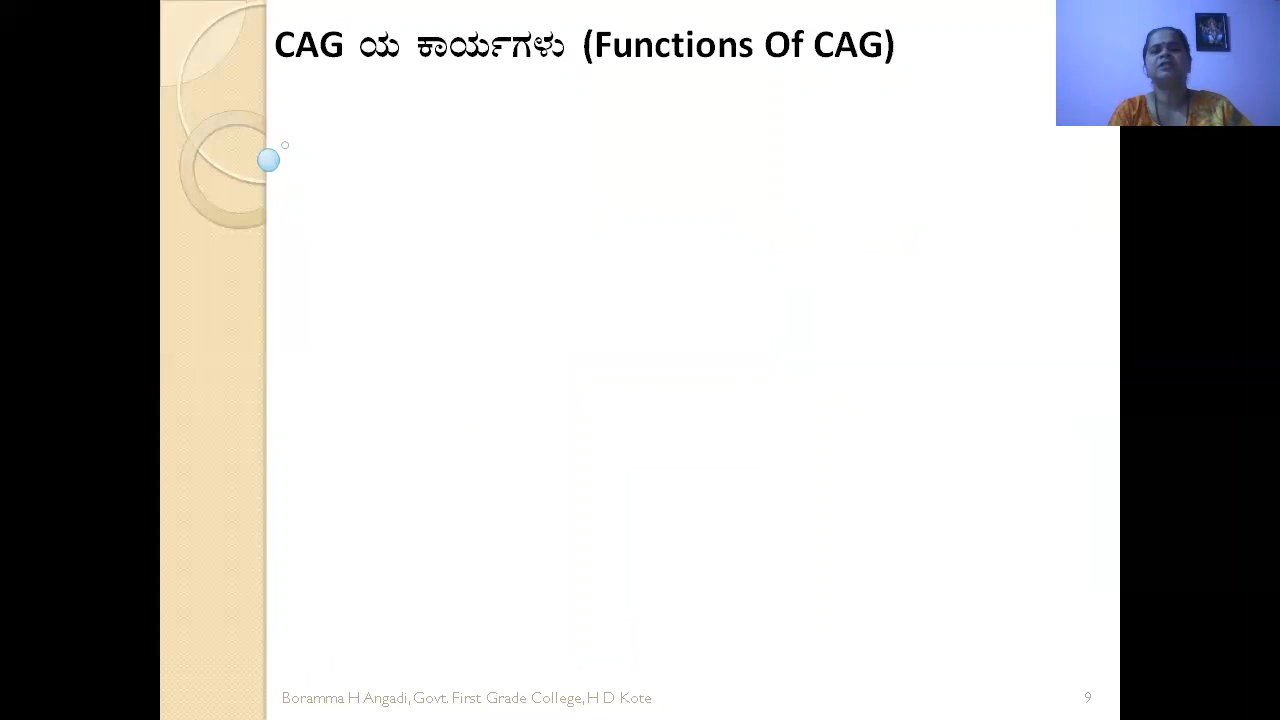 CAG ಯ ಕಾರ್ಯಗಳು (Functions Of CAG)
Boramma H Angadi, Govt. First Grade College, H D Kote
9